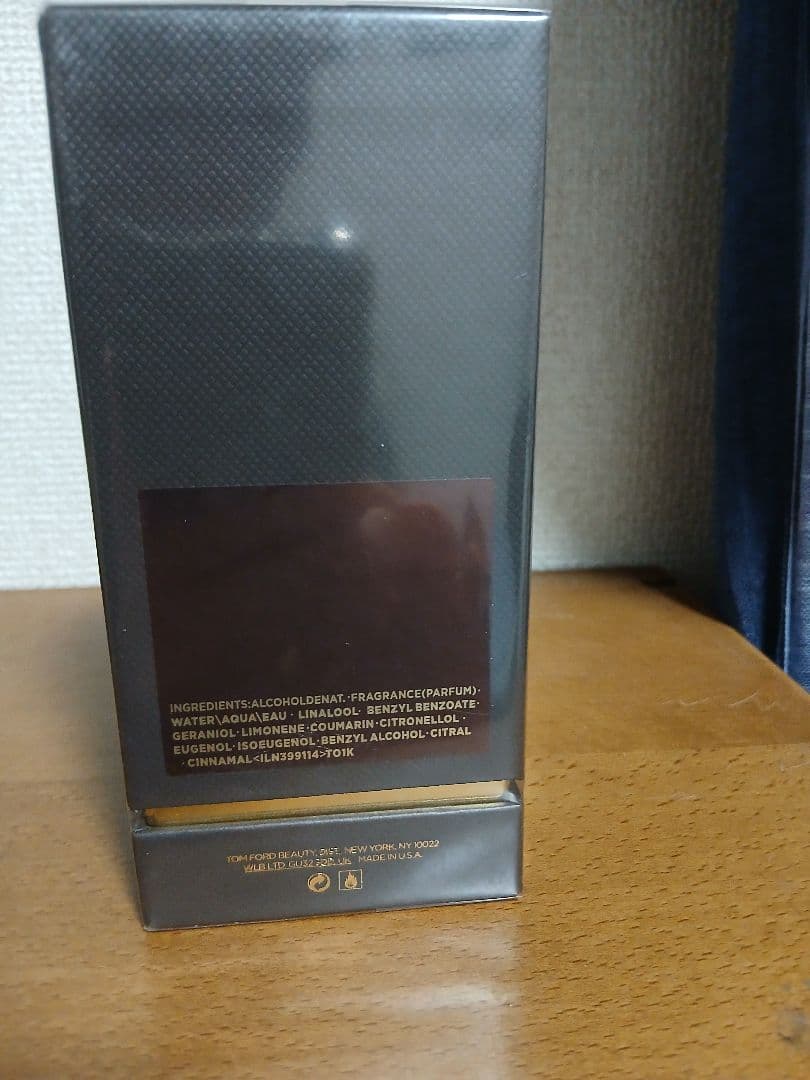 INGREDIENTS:ALCOHOLDENAT.·FRAGRANCE(PARFUM)·
WATER\AQUA\EAU · LINALOOL· BENZYL BENZOATE·
GERANIOL·LIMONENE·COUMARIN·CITRONELLOL·
EUGENOL·ISOEUGENOL·BENZYL ALCOHOL·CITRAL
·CINNAMAL<ILN399114>TO1K
TOM FORD BEAUTY, DIST. NEW YORK, NY 10022
WLB LTD. GU32 UK MADE IN U.S.A.